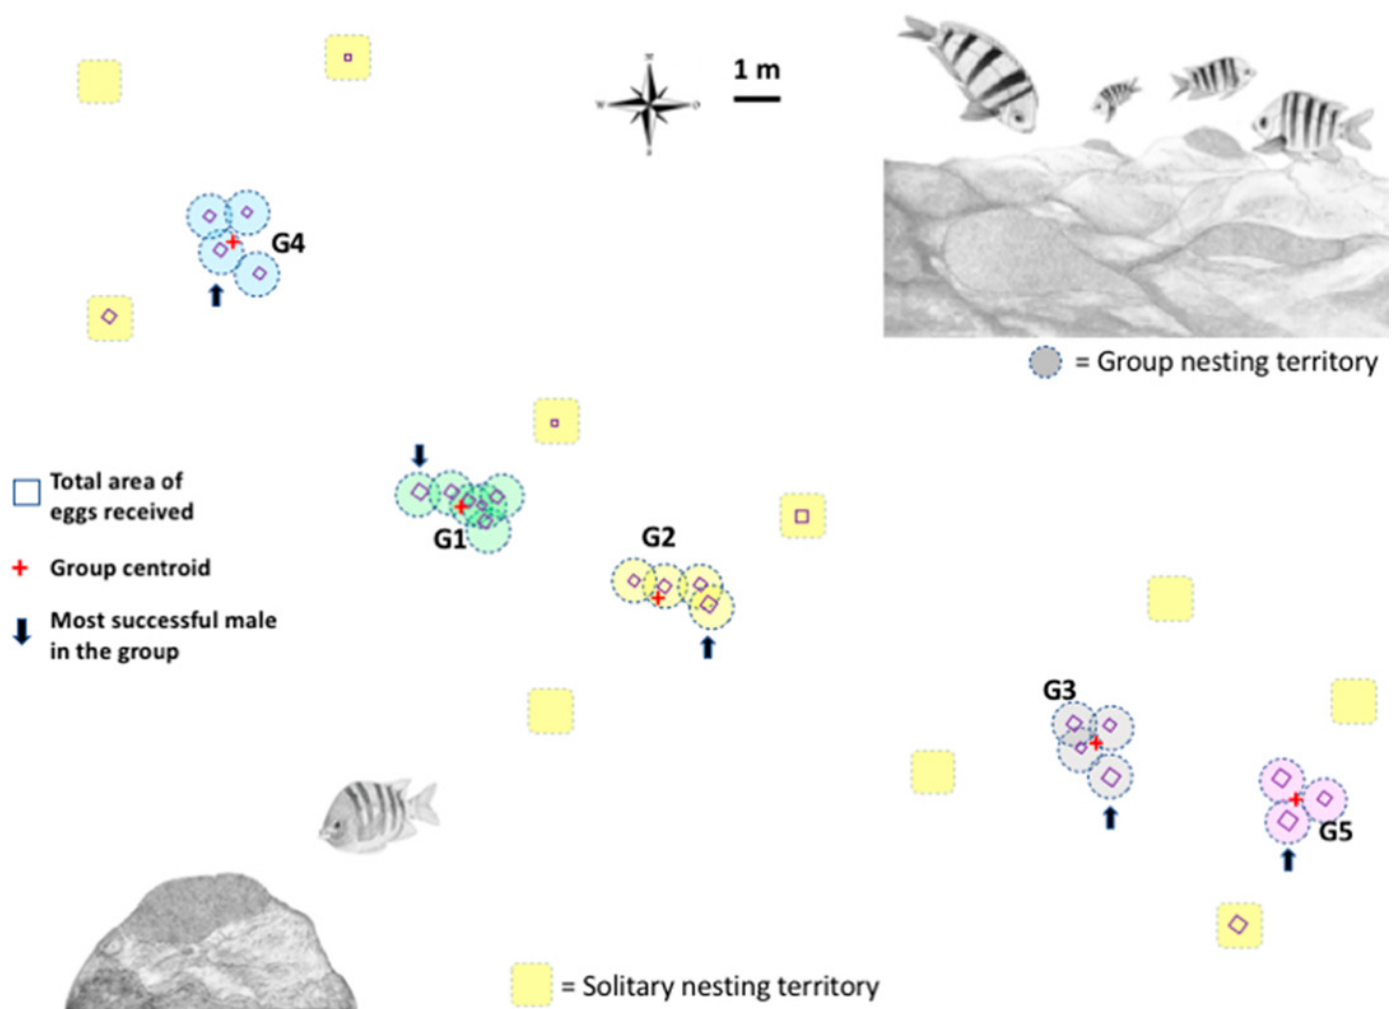 1 m
G4
= Group nesting territory
Total area of
eggs received
G1
G2
Group centroid
Most successful male
in the group
G3
G5
= Solitary nesting territory